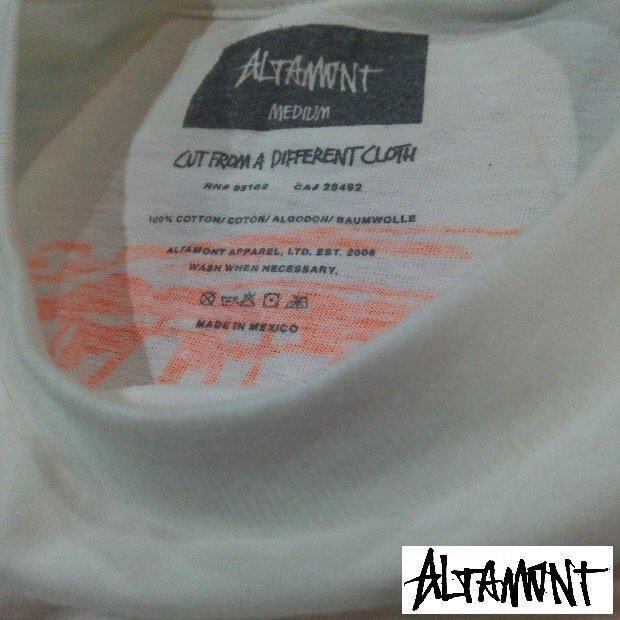 ALTAMONT
MEDIUM
CUT FROM A DIFFERENT CLOTH
RN# 95102 CA# 28492
100% COTTON/ COTON/ ALGODON/ BAUMWOLLE
ALTAMONT APPAREL, LTD. EST. 2006
WASH WHEN NECESSARY.
MADE IN MEXICO
ALTAMONT